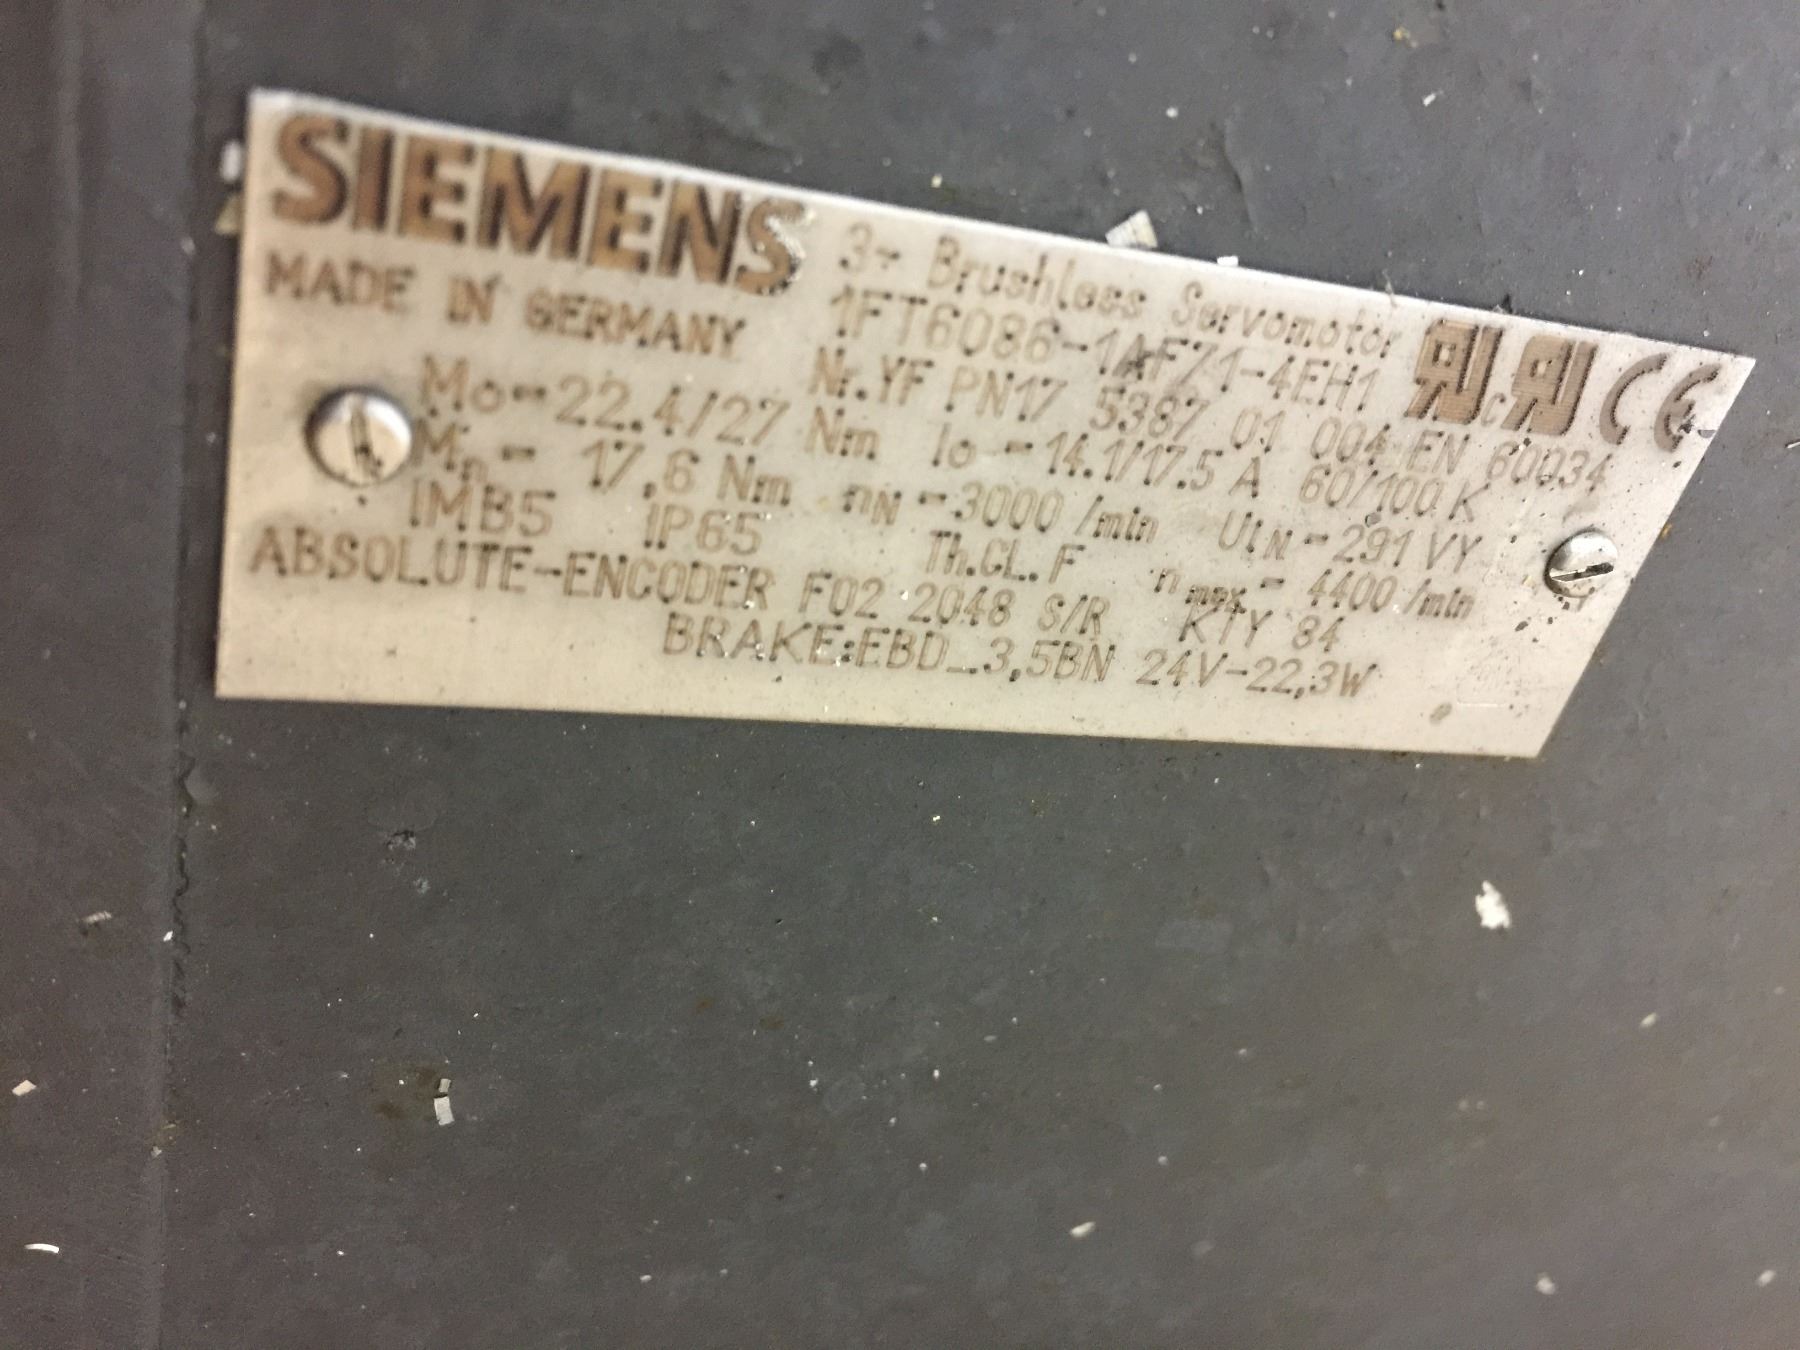 SIEMENS
3~ Brushless Servomotor
MADE IN GERMANY
1FT6086-1AF71-4EH1
Nr. YF PN17 5387 01 004 EN 60034
Mo-22.4/27 Nm Io-14.1/17.5 A 60/100 K
Mn- 17,6 Nm nN-3000 /min UiN-291 VY
IMB5 IP65 Th.CL. F nmax- 4400 /min
ABSOLUTE-ENCODER F02 2048 S/R KTY 84
BRAKE:EBD_3,5BN 24V-22,3W